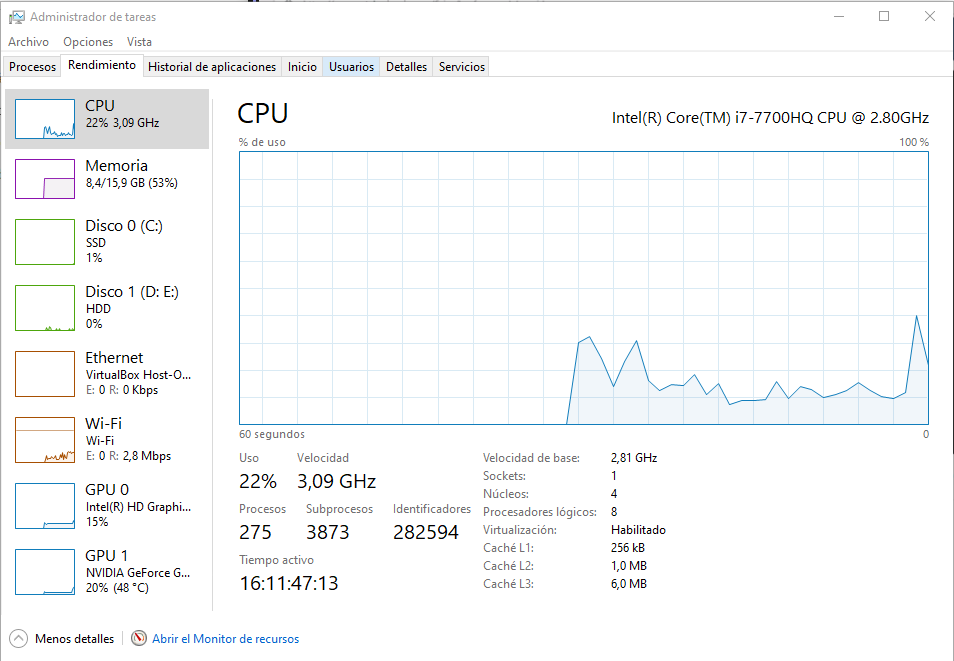 Administrador de tareas
Archivo Opciones Vista
Procesos Rendimiento Historial de aplicaciones Inicio Usuarios Detalles Servicios
CPU
22% 3,09 GHz
Memoria
8,4/15,9 GB (53%)
Disco 0 (C:)
SSD
1%
Disco 1 (D: E:)
HDD
0%
Ethernet
VirtualBox Host-O...
E: 0 R: 0 Kbps
Wi-Fi
Wi-Fi
E: 0 R: 2,8 Mbps
GPU 0
Intel(R) HD Graphi...
15%
GPU 1
NVIDIA GeForce G...
20% (48 °C)
CPU
Intel(R) Core(TM) i7-7700HQ CPU @ 2.80GHz
% de uso 100 %
60 segundos 0
Uso Velocidad
22% 3,09 GHz
Procesos Subprocesos Identificadores
275 3873 282594
Tiempo activo
16:11:47:13
Velocidad de base: 2,81 GHz
Sockets: 1
Núcleos: 4
Procesadores lógicos: 8
Virtualización: Habilitado
Caché L1: 256 kB
Caché L2: 1,0 MB
Caché L3: 6,0 MB
Menos detalles Abrir el Monitor de recursos